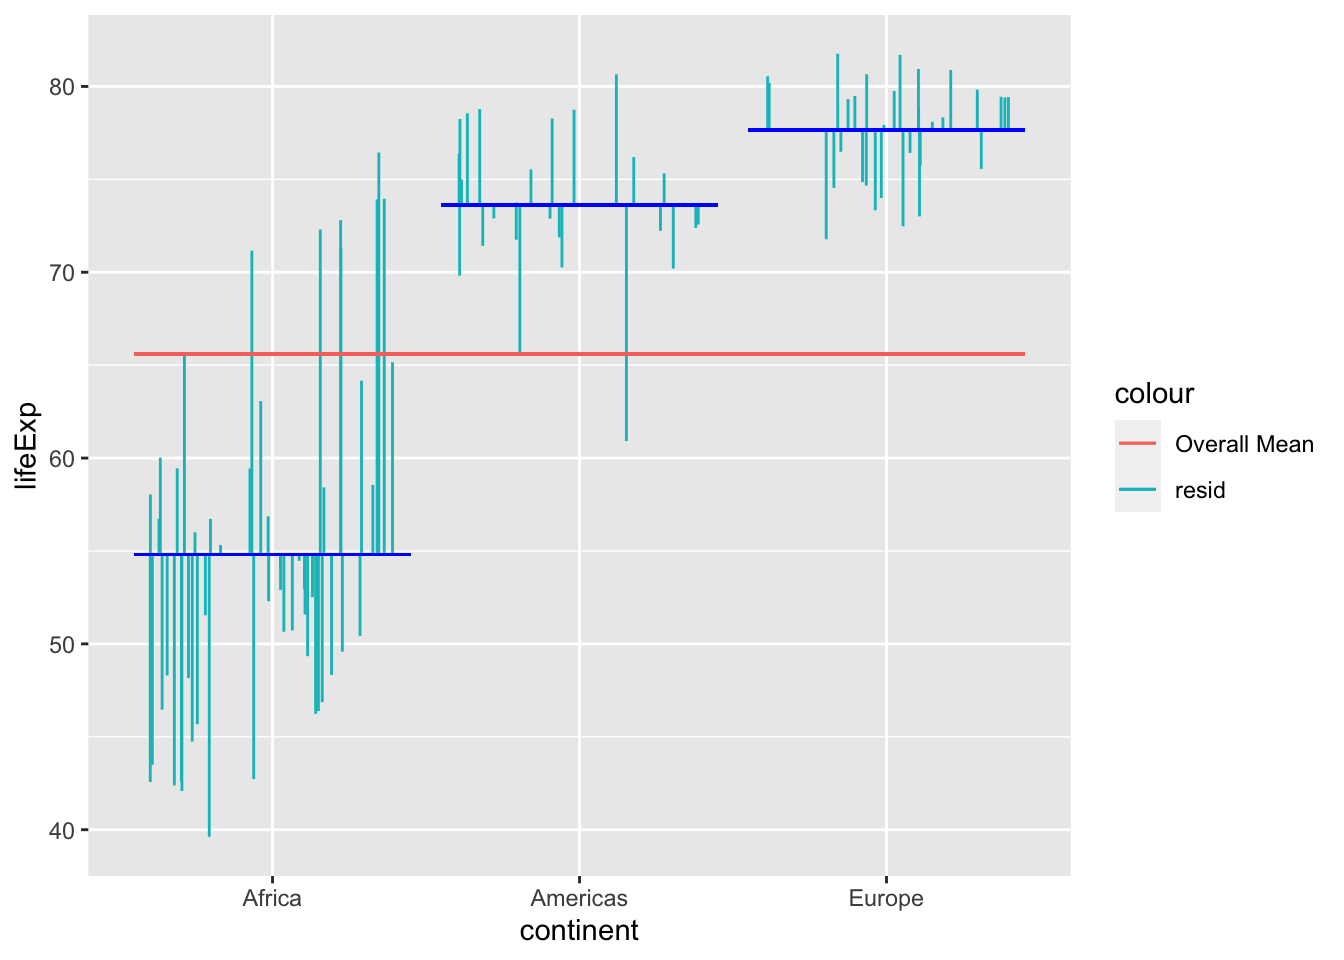 80
70
60
50
40
lifeExp
Africa
Americas
Europe
continent
colour
Overall Mean
resid